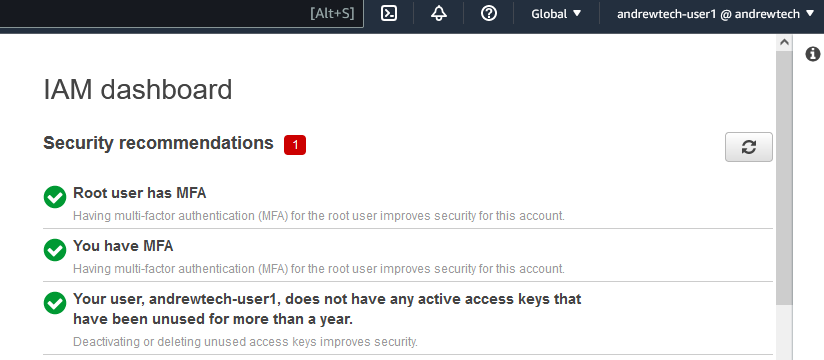 [Alt+S] Global ▼ andrewtech-user1 @ andrewtech ▼
IAM dashboard
Security recommendations 1
Root user has MFA
Having multi-factor authentication (MFA) for the root user improves security for this account.
You have MFA
Having multi-factor authentication (MFA) for the root user improves security for this account.
Your user, andrewtech-user1, does not have any active access keys that
have been unused for more than a year.
Deactivating or deleting unused access keys improves security.